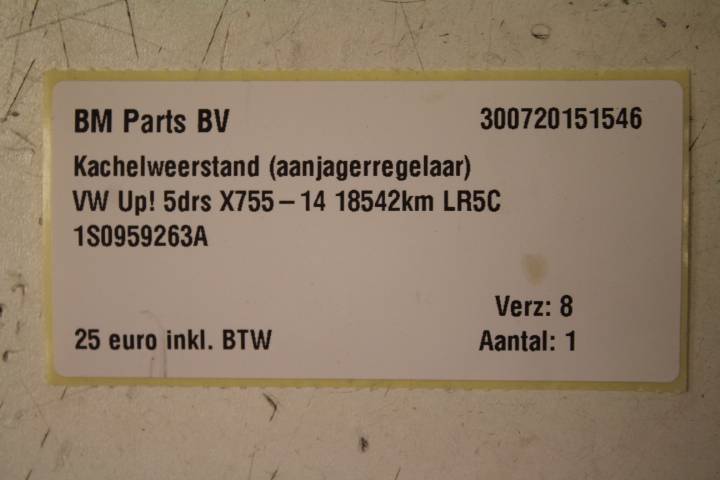 BM Parts BV 300720151546
Kachelweerstand (aanjagerregelaar)
VW Up! 5drs X755 – 14 18542km LR5C
1S0959263A
Verz: 8
25 euro inkl. BTW Aantal: 1